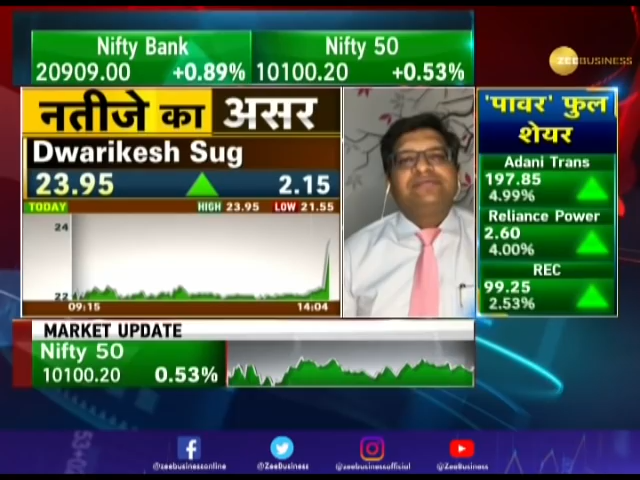 Nifty Bank
20909.00 +0.89%
Nifty 50
10100.20 +0.53%
ZEEBUSINESS
नतीजे का असर
Dwarikesh Sug
23.95 2.15
TODAY HIGH 23.95 LOW 21.55
24
22
09:15 14:04
'पावर' फुल
शेयर
Adani Trans
197.85
4.99%
Reliance Power
2.60
4.00%
REC
99.25
2.53%
MARKET UPDATE
Nifty 50
10100.20 0.53%
@zeebusinessonline @ZeeBusiness @zeebusinessofficial @ZeeBusiness